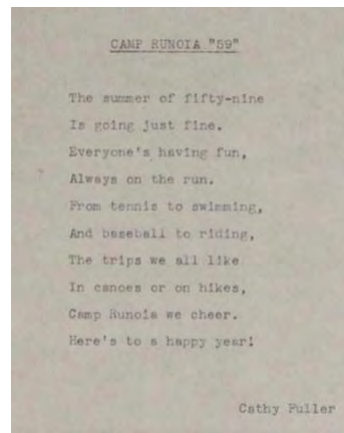 CAMP RUNOIA "59"
The summer of fifty-nine
Is going just fine.
Everyone's having fun,
Always on the run.
From tennis to swimming,
And baseball to riding,
The trips we all like
In canoes or on hikes,
Camp Runoia we cheer.
Here's to a happy year!
Cathy Fuller